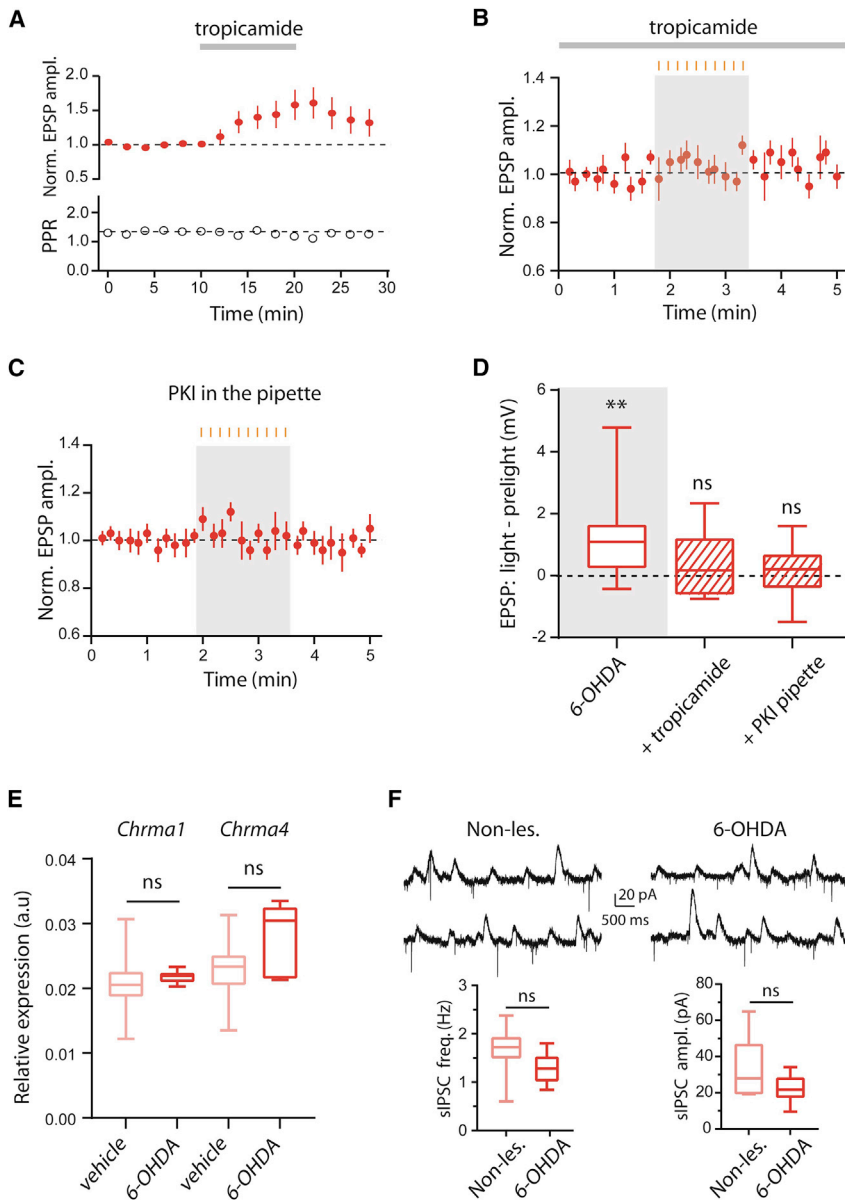 A
tropicamide
Norm. EPSP ampl.
2.0
1.5
1.0
0.5
PPR
2.0
1.0
0.0
0 5 10 15 20 25 30
Time (min)
B
tropicamide
Norm. EPSP ampl.
1.4
1.2
1.0
0.8
0.6
0 1 2 3 4 5
Time (min)
C
PKI in the pipette
Norm. EPSP ampl.
1.4
1.2
1.0
0.8
0.6
0 1 2 3 4 5
Time (min)
D
EPSP: light - prelight (mV)
6
4
2
0
-2
**
ns
ns
6-OHDA
+ tropicamide
+ PKI pipette
E
Chrma1 Chrma4
ns
ns
Relative expression (a.u)
0.04
0.03
0.02
0.01
0.00
vehicle
6-OHDA
vehicle
6-OHDA
F
Non-les. 6-OHDA
20 pA
500 ms
sIPSC freq.(Hz)
3
2
1
0
ns
Non-les.
6-OHDA
sIPSC ampl.(pA)
80
60
40
20
0
ns
Non-les.
6-OHDA